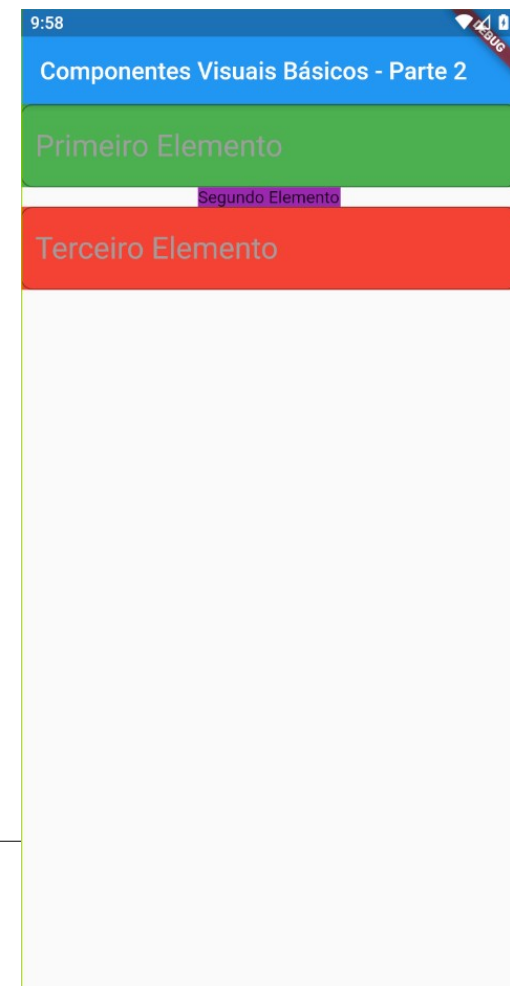 9:58
DEBUG
Componentes Visuais Básicos - Parte 2
Primeiro Elemento
Segundo Elemento
Terceiro Elemento